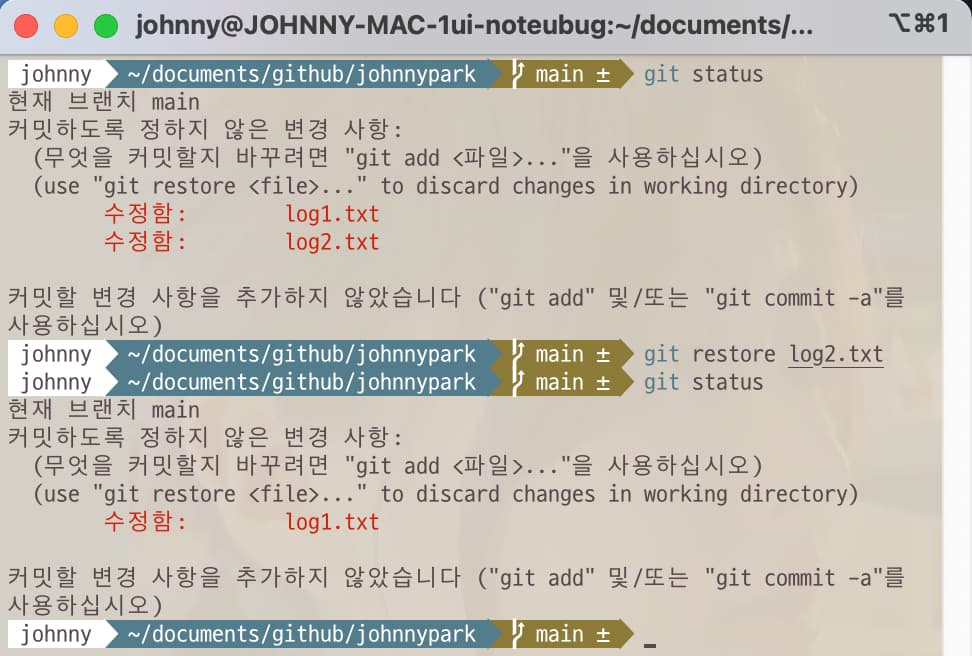 johnny@JOHNNY-MAC-1ui-noteubug:~/documents/... ⌥⌘1
johnny ~/documents/github/johnnypark main ± git status
현재 브랜치 main
커밋하도록 정하지 않은 변경 사항:
(무엇을 커밋할지 바꾸려면 "git add <파일>..."을 사용하십시오)
(use "git restore <file>..." to discard changes in working directory)
수정함: log1.txt
수정함: log2.txt
커밋할 변경 사항을 추가하지 않았습니다 ("git add" 및/또는 "git commit -a"를
사용하십시오)
johnny ~/documents/github/johnnypark main ± git restore log2.txt
johnny ~/documents/github/johnnypark main ± git status
현재 브랜치 main
커밋하도록 정하지 않은 변경 사항:
(무엇을 커밋할지 바꾸려면 "git add <파일>..."을 사용하십시오)
(use "git restore <file>..." to discard changes in working directory)
수정함: log1.txt
커밋할 변경 사항을 추가하지 않았습니다 ("git add" 및/또는 "git commit -a"를
사용하십시오)
johnny ~/documents/github/johnnypark main ±